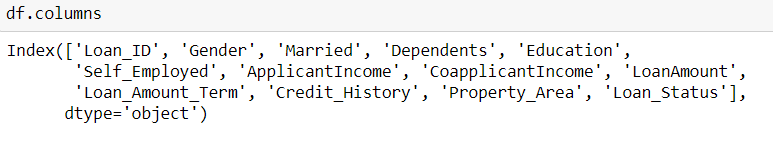 df.columns
Index(['Loan_ID', 'Gender', 'Married', 'Dependents', 'Education',
'Self_Employed', 'ApplicantIncome', 'CoapplicantIncome', 'LoanAmount',
'Loan_Amount_Term', 'Credit_History', 'Property_Area', 'Loan_Status'],
dtype='object')